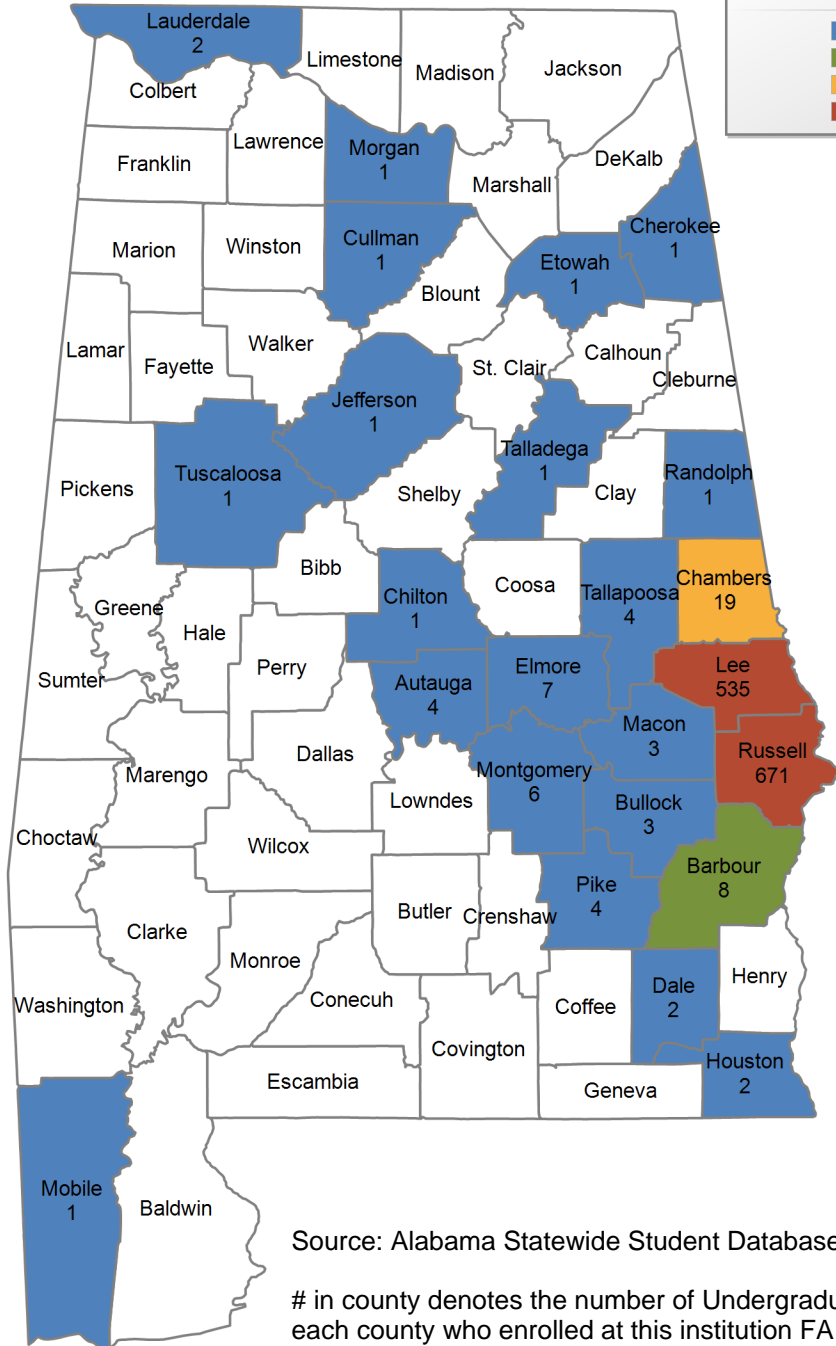 Lauderdale
2
Limestone
Madison
Jackson
Colbert
Lawrence
Franklin
Morgan
1
Marshall
DeKalb
Marion
Winston
Cullman
1
Blount
Etowah
1
Cherokee
1
Lamar
Fayette
Walker
Jefferson
1
St. Clair
Calhoun
Cleburne
Pickens
Tuscaloosa
1
Shelby
Talladega
1
Clay
Randolph
1
Greene
Hale
Bibb
Chilton
1
Coosa
Tallapoosa
4
Chambers
19
Sumter
Perry
Autauga
4
Elmore
7
Lee
535
Macon
3
Russell
671
Marengo
Dallas
Lowndes
Montgomery
6
Bullock
3
Choctaw
Wilcox
Barbour
8
Clarke
Butler
Crenshaw
Pike
4
Washington
Monroe
Conecuh
Covington
Coffee
Dale
2
Henry
Escambia
Geneva
Houston
2
Mobile
1
Baldwin
Source: Alabama Statewide Student Database
# in county denotes the number of Undergradu
each county who enrolled at this institution FA